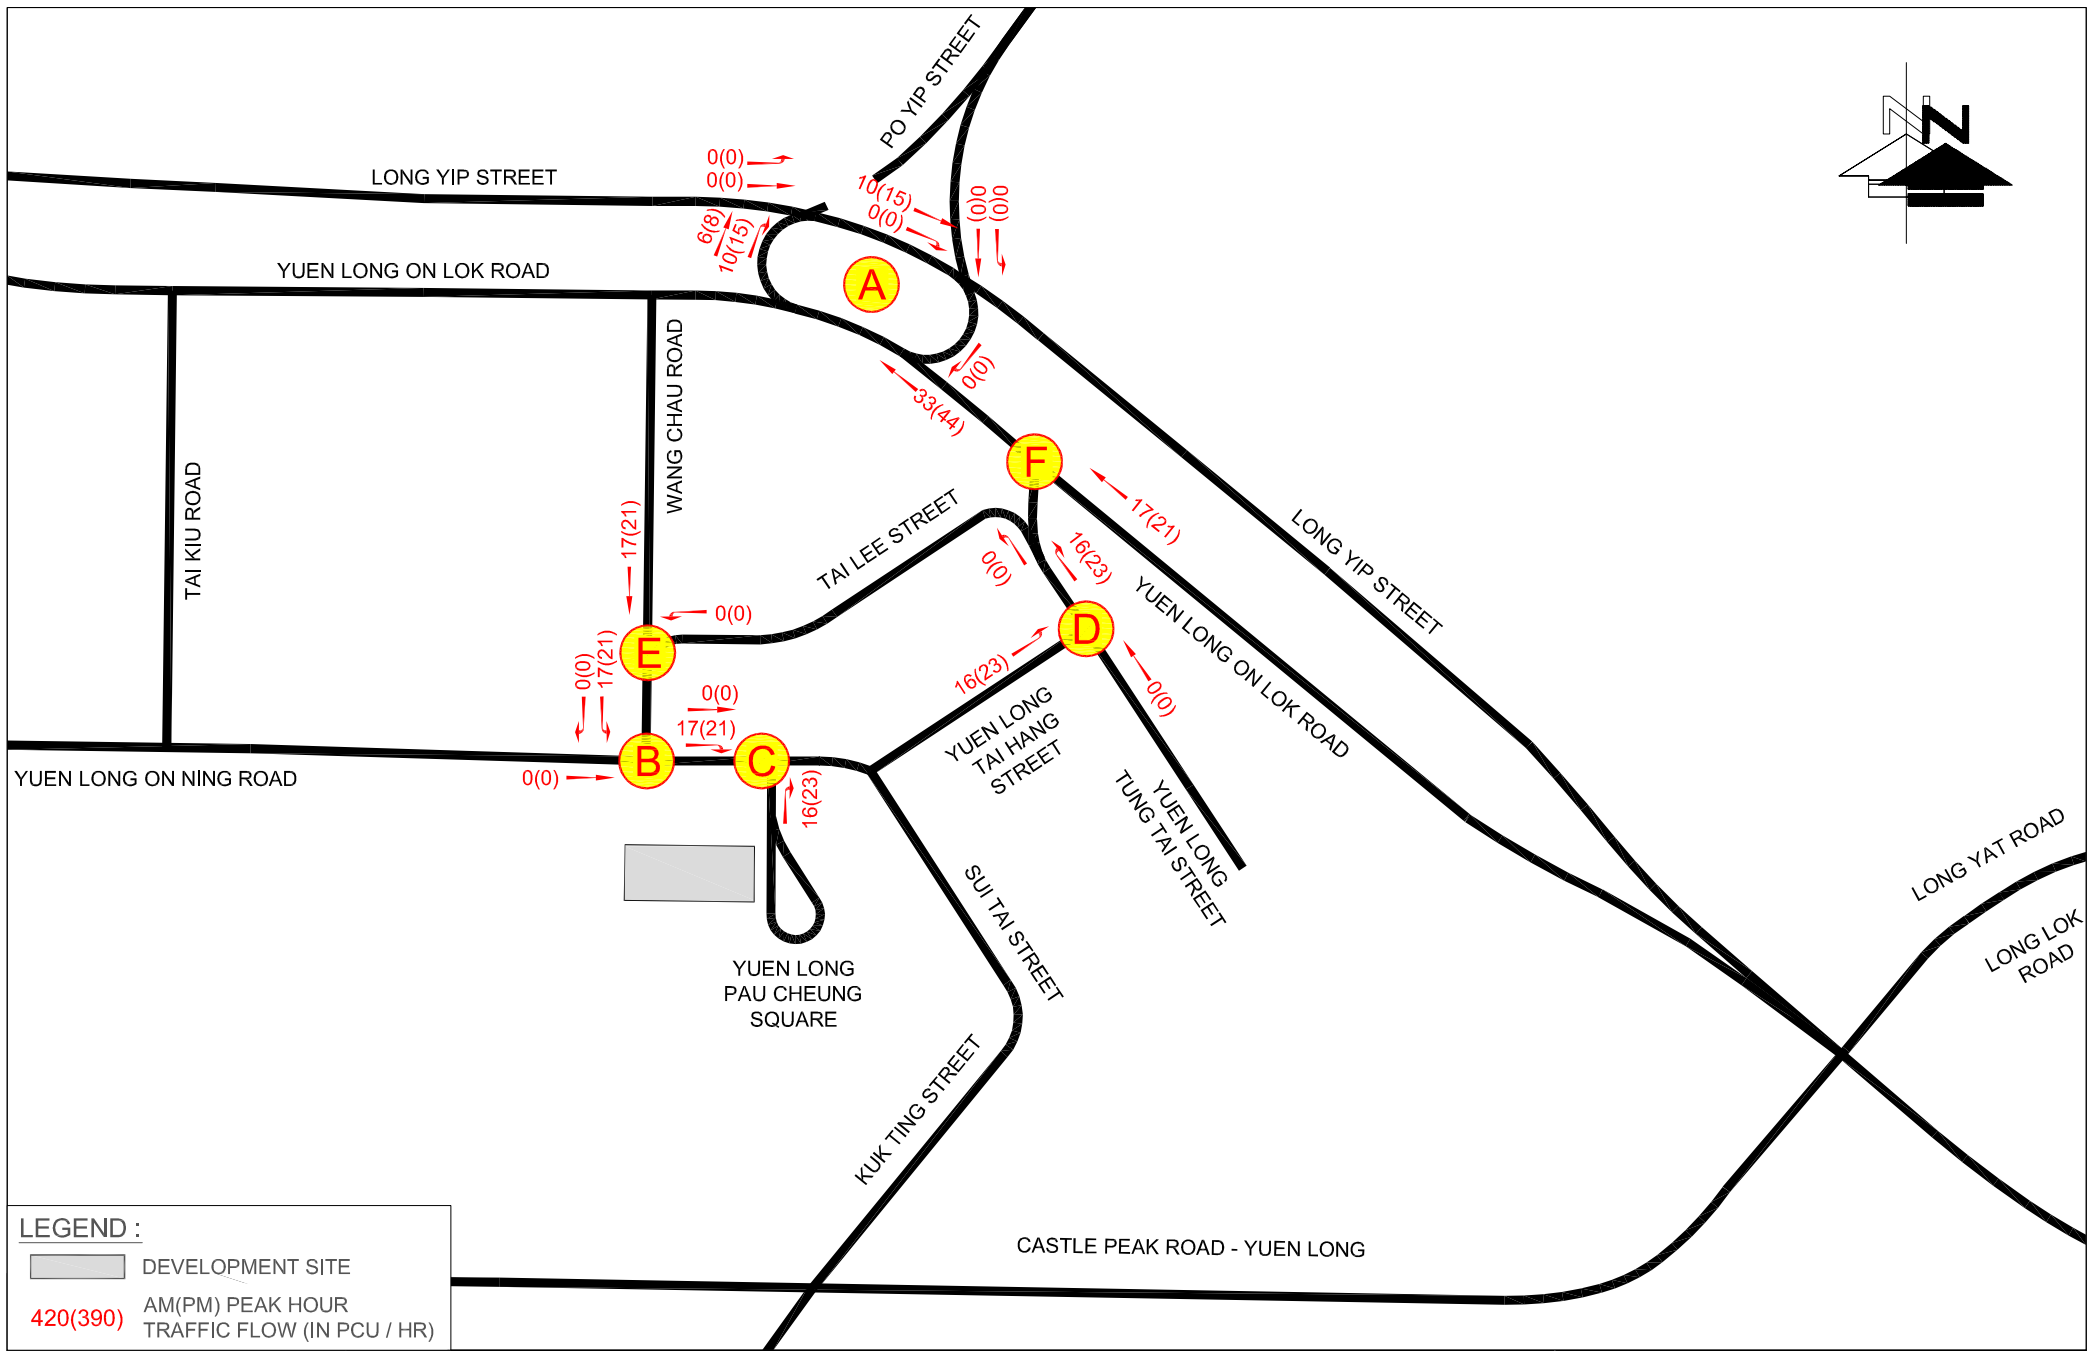 PO YIP STREET
N
N
0(0)
LONG YIP STREET
0(0)
10(15)
0(0)
0(0)
0(0)
6(8)
10(15)
YUEN LONG ON LOK ROAD
A
0(0)
33(44)
WANG CHAU ROAD
F
TAI KIU ROAD
17(21)
TAI LEE STREET
17(21)
LONG YIP STREET
0(0)
16(23)
YUEN LONG ON LOK ROAD
0(0)
D
E
0(0)
17(21)
16(23)
0(0)
0(0)
17(21)
B
C
YUEN LONG
TAI HANG
STREET
YUEN LONG ON NING ROAD
0(0)
16(23)
YUEN LONG
TUNG TAI STREET
LONG YAT ROAD
SUI TAI STREET
LONG LOK
ROAD
YUEN LONG
PAU CHEUNG
SQUARE
KUK TING STREET
CASTLE PEAK ROAD - YUEN LONG
LEGEND :
DEVELOPMENT SITE
420(390)
AM(PM) PEAK HOUR
TRAFFIC FLOW (IN PCU / HR)